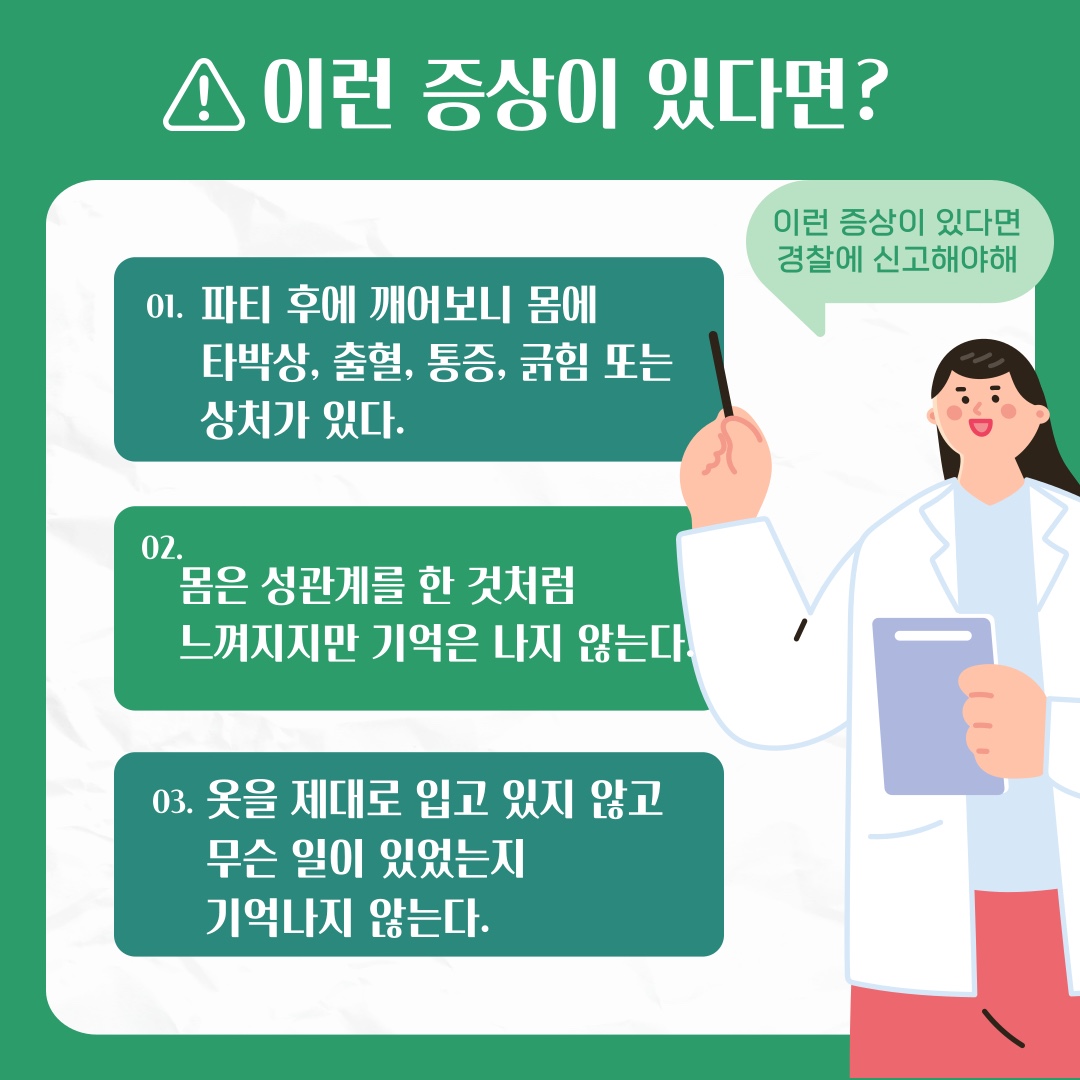 이런 증상이 있다면?
이런 증상이 있다면
경찰에 신고해야해
01. 파티 후에 깨어보니 몸에
타박상, 출혈, 통증, 긁힘 또는
상처가 있다.
02.
몸은 성관계를 한 것처럼
느껴지지만 기억은 나지 않는다.
03. 옷을 제대로 입고 있지 않고
무슨 일이 있었는지
기억나지 않는다.